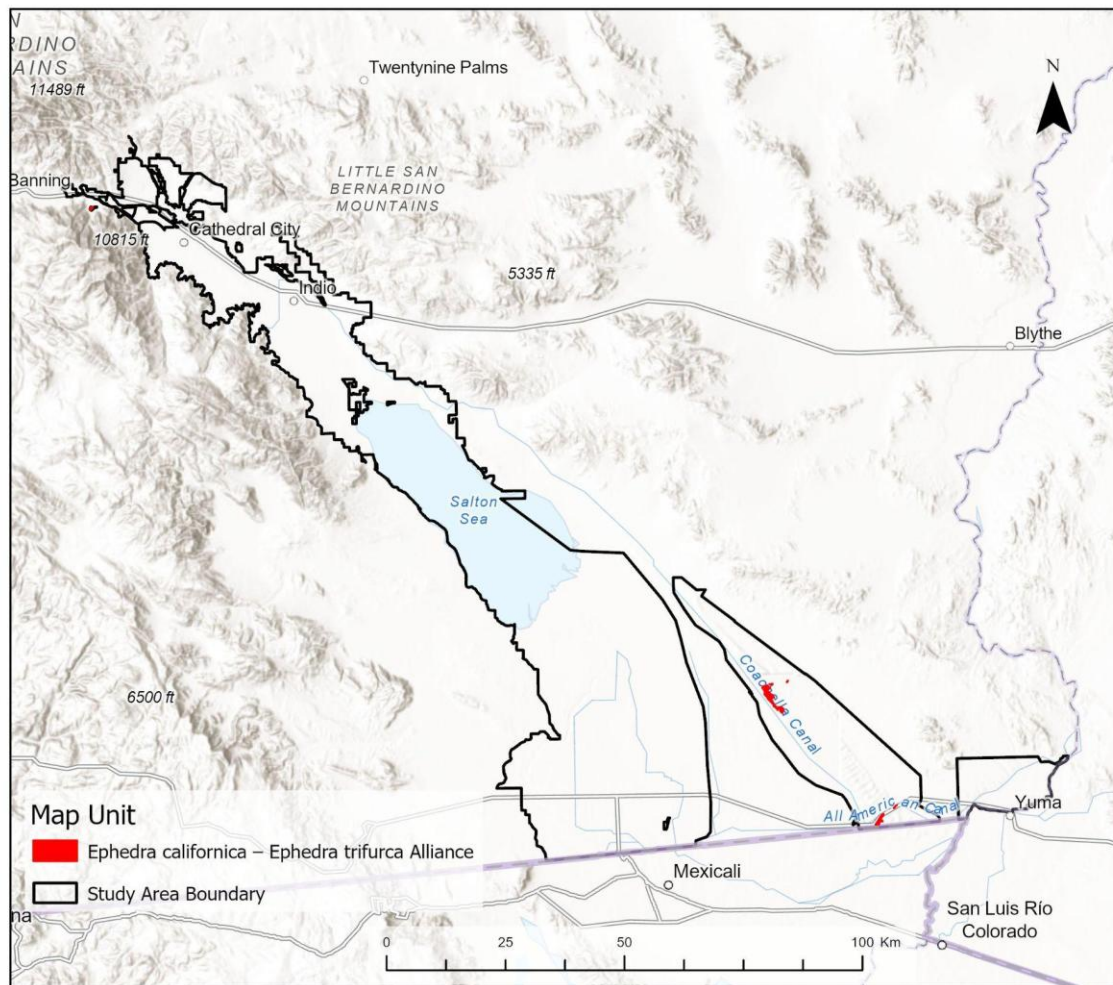 N
RDINO
AINS
11489 ft
Twentynine Palms
N
Banning
LITTLE SAN
BERNARDINO
MOUNTAINS
10815 ft
Cathedral City
5335 ft
Indio
Blythe
Salton
Sea
6500 ft
Coachella Canal
All American Canal
Yuma
Map Unit
Ephedra californica – Ephedra trifurca Alliance
Study Area Boundary
Mexicali
San Luis Río
Colorado
na
0 25 50 100 Km